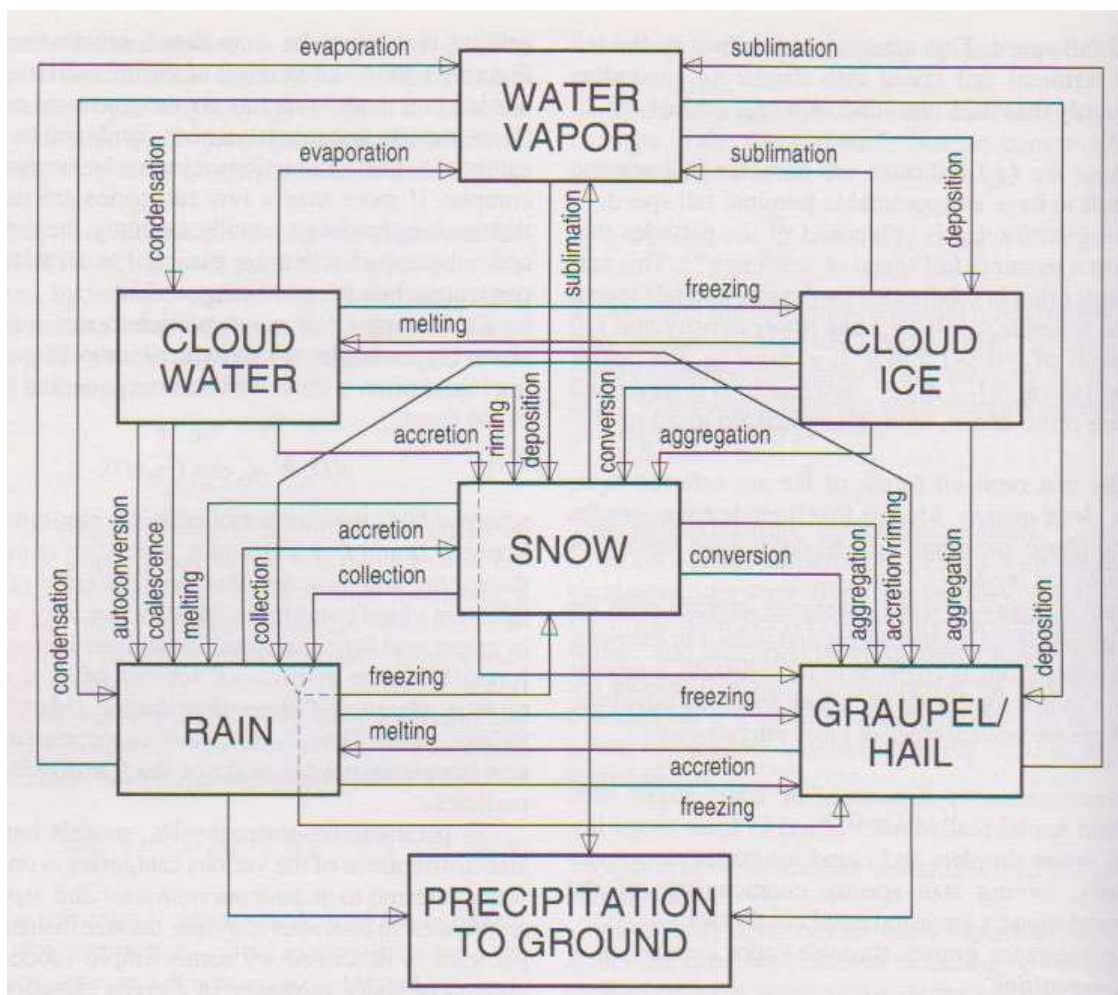 evaporation
sublimation
WATER
VAPOR
evaporation
sublimation
condensation
sublimation
deposition
freezing
melting
CLOUD
WATER
CLOUD
ICE
accretion
riming
deposition
conversion
aggregation
SNOW
accretion
collection
conversion
condensation
autoconversion
coalescence
melting
collection
aggregation
accretion/riming
aggregation
deposition
freezing
freezing
RAIN
GRAUPEL/
HAIL
melting
accretion
freezing
PRECIPITATION
TO GROUND